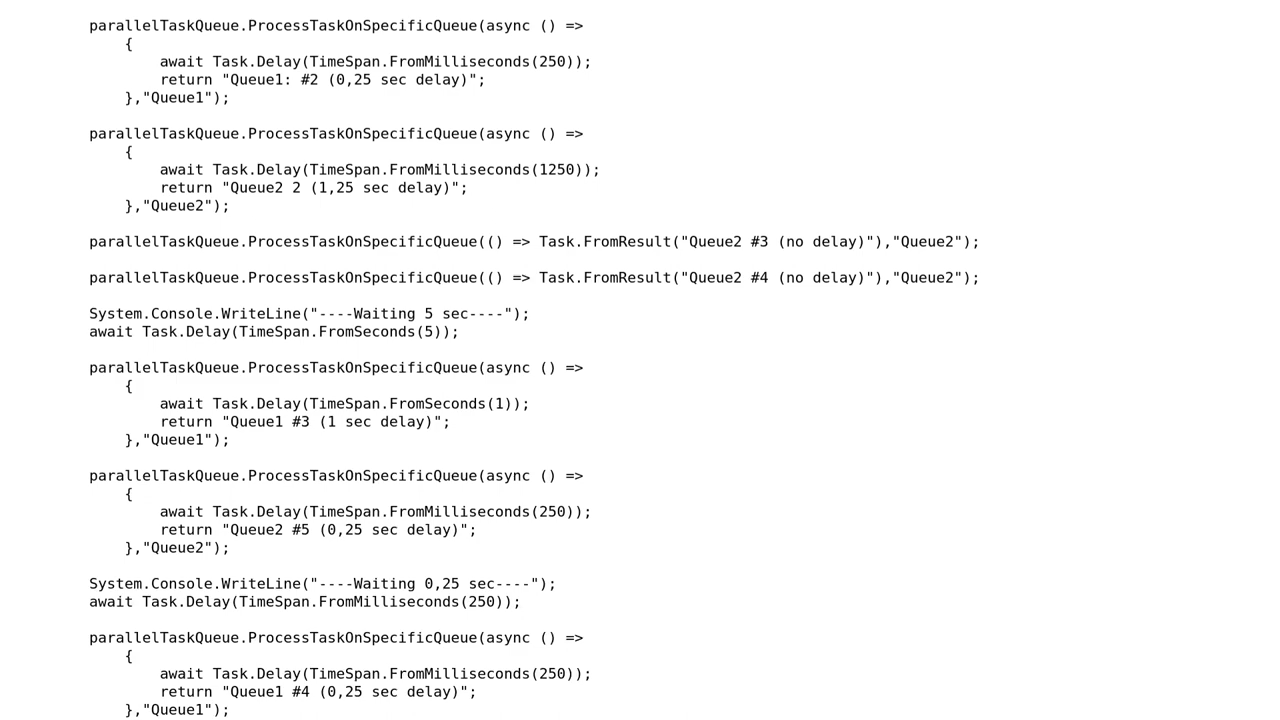 parallelTaskQueue.ProcessTaskOnSpecificQueue(async () =>
{
await Task.Delay(TimeSpan.FromMilliseconds(250));
return "Queue1: #2 (0,25 sec delay)";
},"Queue1");
parallelTaskQueue.ProcessTaskOnSpecificQueue(async () =>
{
await Task.Delay(TimeSpan.FromMilliseconds(1250));
return "Queue2 2 (1,25 sec delay)";
},"Queue2");
parallelTaskQueue.ProcessTaskOnSpecificQueue(() => Task.FromResult("Queue2 #3 (no delay)"),"Queue2");
parallelTaskQueue.ProcessTaskOnSpecificQueue(() => Task.FromResult("Queue2 #4 (no delay)"),"Queue2");
System.Console.WriteLine("----Waiting 5 sec----");
await Task.Delay(TimeSpan.FromSeconds(5));
parallelTaskQueue.ProcessTaskOnSpecificQueue(async () =>
{
await Task.Delay(TimeSpan.FromSeconds(1));
return "Queue1 #3 (1 sec delay)";
},"Queue1");
parallelTaskQueue.ProcessTaskOnSpecificQueue(async () =>
{
await Task.Delay(TimeSpan.FromMilliseconds(250));
return "Queue2 #5 (0,25 sec delay)";
},"Queue2");
System.Console.WriteLine("----Waiting 0,25 sec----");
await Task.Delay(TimeSpan.FromMilliseconds(250));
parallelTaskQueue.ProcessTaskOnSpecificQueue(async () =>
{
await Task.Delay(TimeSpan.FromMilliseconds(250));
return "Queue1 #4 (0,25 sec delay)";
},"Queue1");